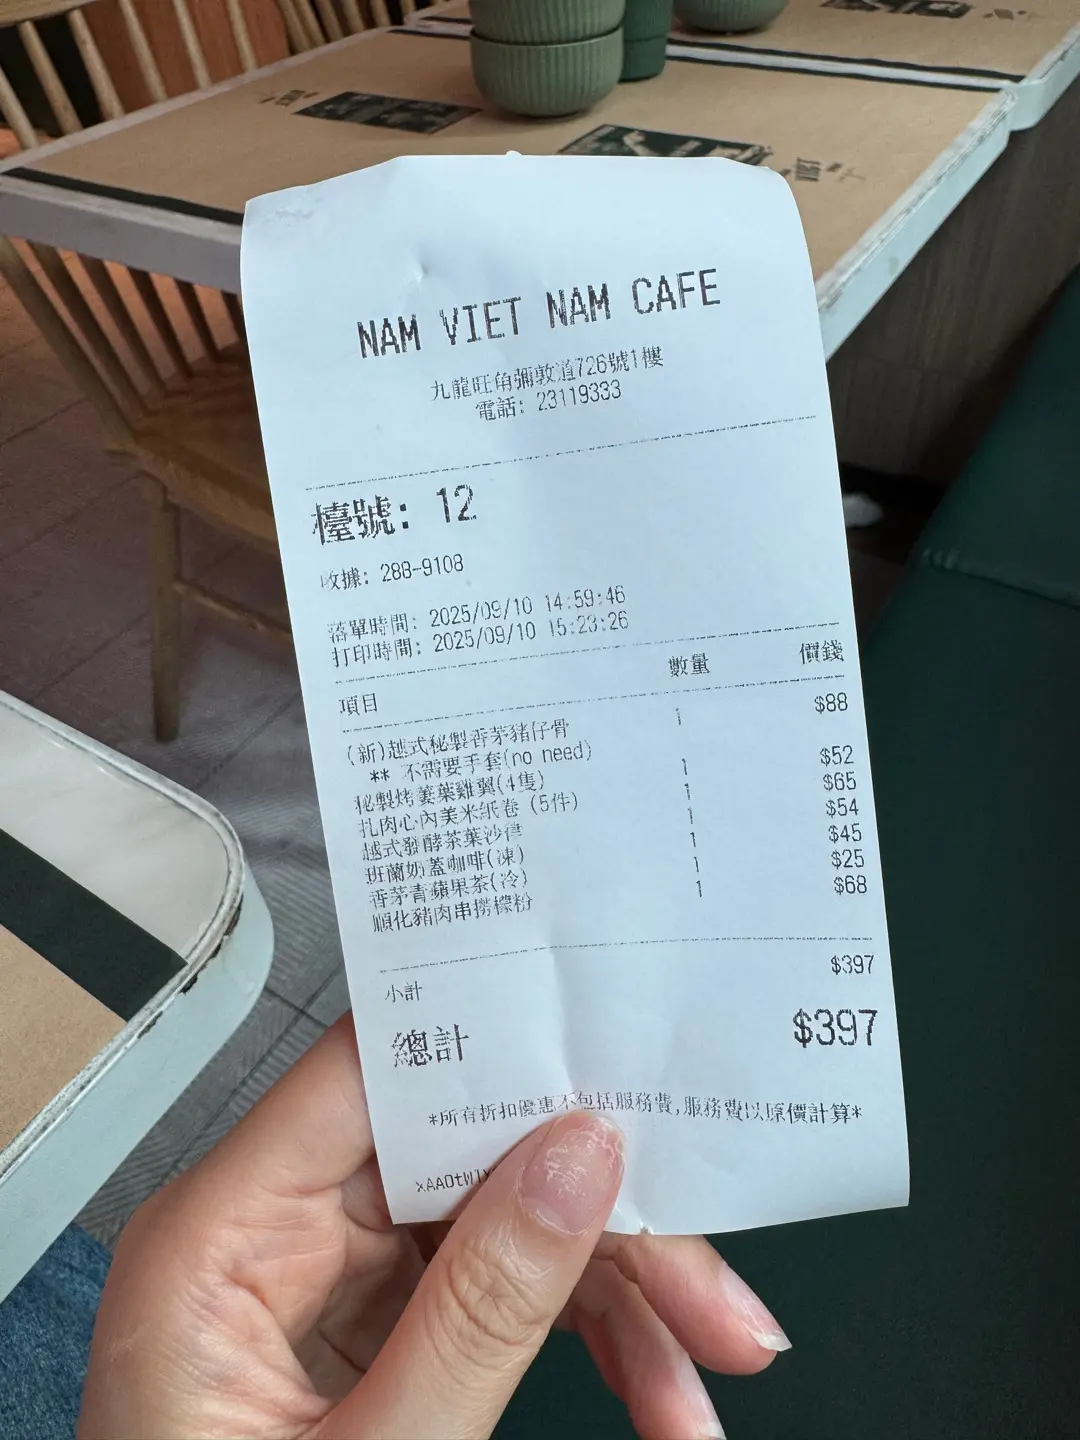 NAM VIET NAM CAFE
九龍旺角彌敦道726號1樓
電話: 23119333
檯號: 12
收據: 288-9108
落單時間: 2025/09/10 14:59:46
打印時間: 2025/09/10 15:23:26
項目 數量 價錢
(新)越式秘製香茅豬仔骨 1 $88
** 不需要手套(no need)
秘製烤蔞葉雞翼(4隻) 1 $52
扎肉心內美米紙卷 (5件) 1 $65
越式發酵茶葉沙律 1 $54
班蘭奶蓋咖啡(凍) 1 $45
香茅青蘋果茶(冷) 1 $25
順化豬肉串撈檬粉 1 $68
小計 $397
總計 $397
*所有折扣優惠不包括服務費,服務費以原價計算*